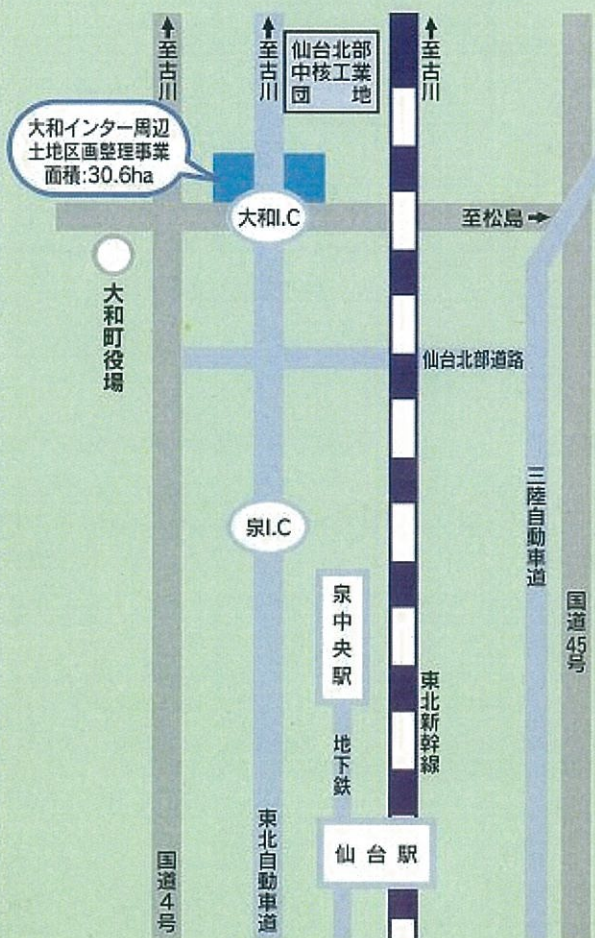 ↑至古川
↑至古川
仙台北部
中核工業
団地
↑至古川
大和インター周辺
土地区画整理事業
面積:30.6ha
大和I.C
至松島→
大和町役場
仙台北部道路
三陸自動車道
泉I.C
泉中央駅
国道45号
東北新幹線
地下鉄
仙台駅
東北自動車道
国道4号